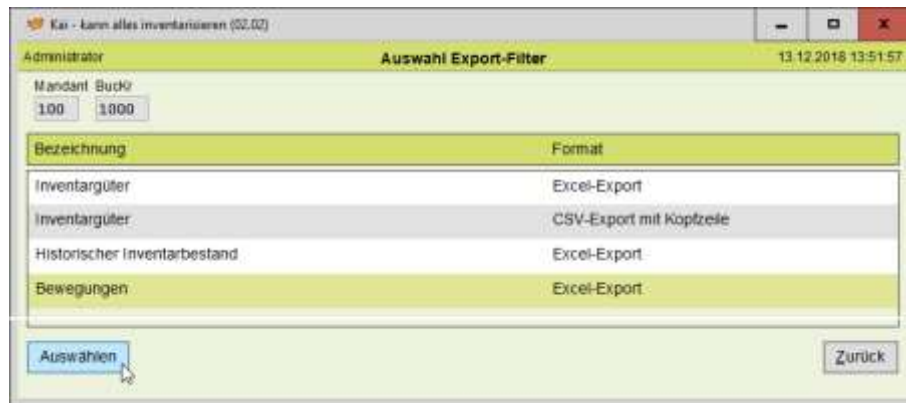 Kai - kann alles inventarisieren (02.02)
Administrator Auswahl Export-Filter 13.12.2018 13:51:57
Mandant BucKr
100 1000
Bezeichnung Format
Inventargüter Excel-Export
Inventargüter CSV-Export mit Kopfzeile
Historischer Inventarbestand Excel-Export
Bewegungen Excel-Export
Auswählen Zurück